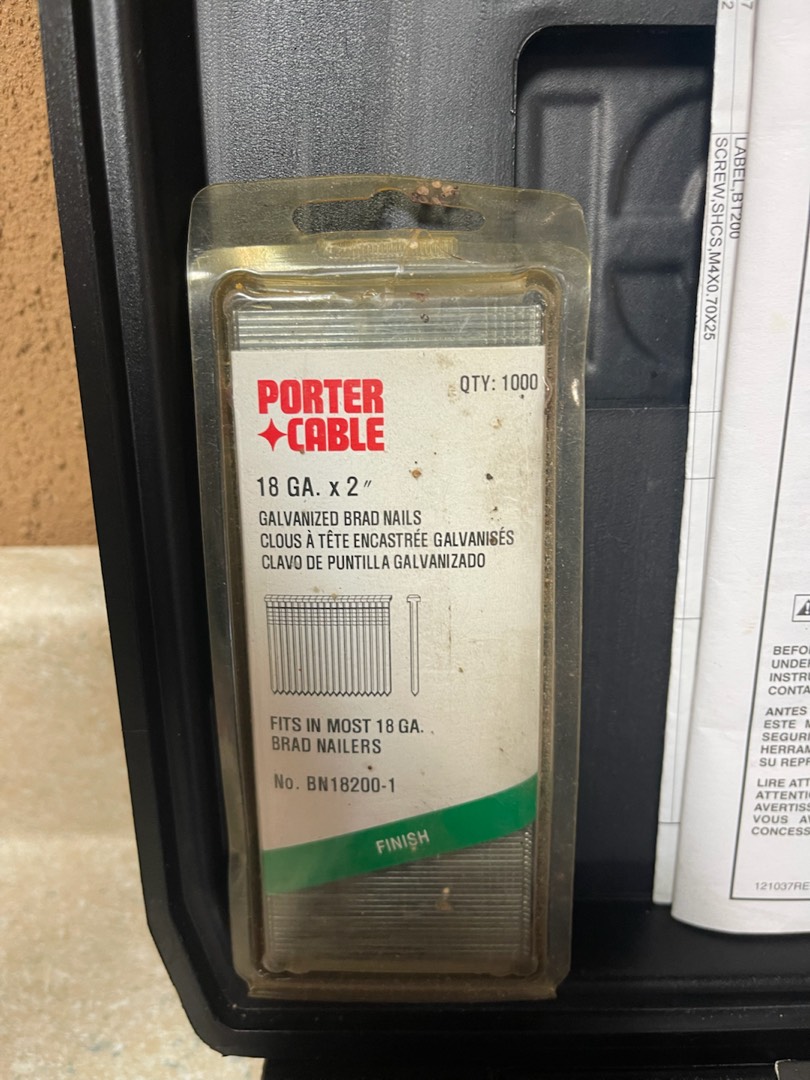 PORTER
CABLE
QTY: 1000
18 GA. x 2"
GALVANIZED BRAD NAILS
CLOUS À TÊTE ENCASTRÉE GALVANISÉS
CLAVO DE PUNTILLA GALVANIZADO
FITS IN MOST 18 GA.
BRAD NAILERS
No. BN18200-1
FINISH
7
2
LABEL,BT200
SCREW,SHCS,M4X0.70X25
BEFO
UNDE
INSTRU
CONTA
ANTES
ESTE M
SEGURI
HERRAM
SU REPR
LIRE ATT
ATTENTI
AVERTISS
VOUS AV
CONCESS
121037RE